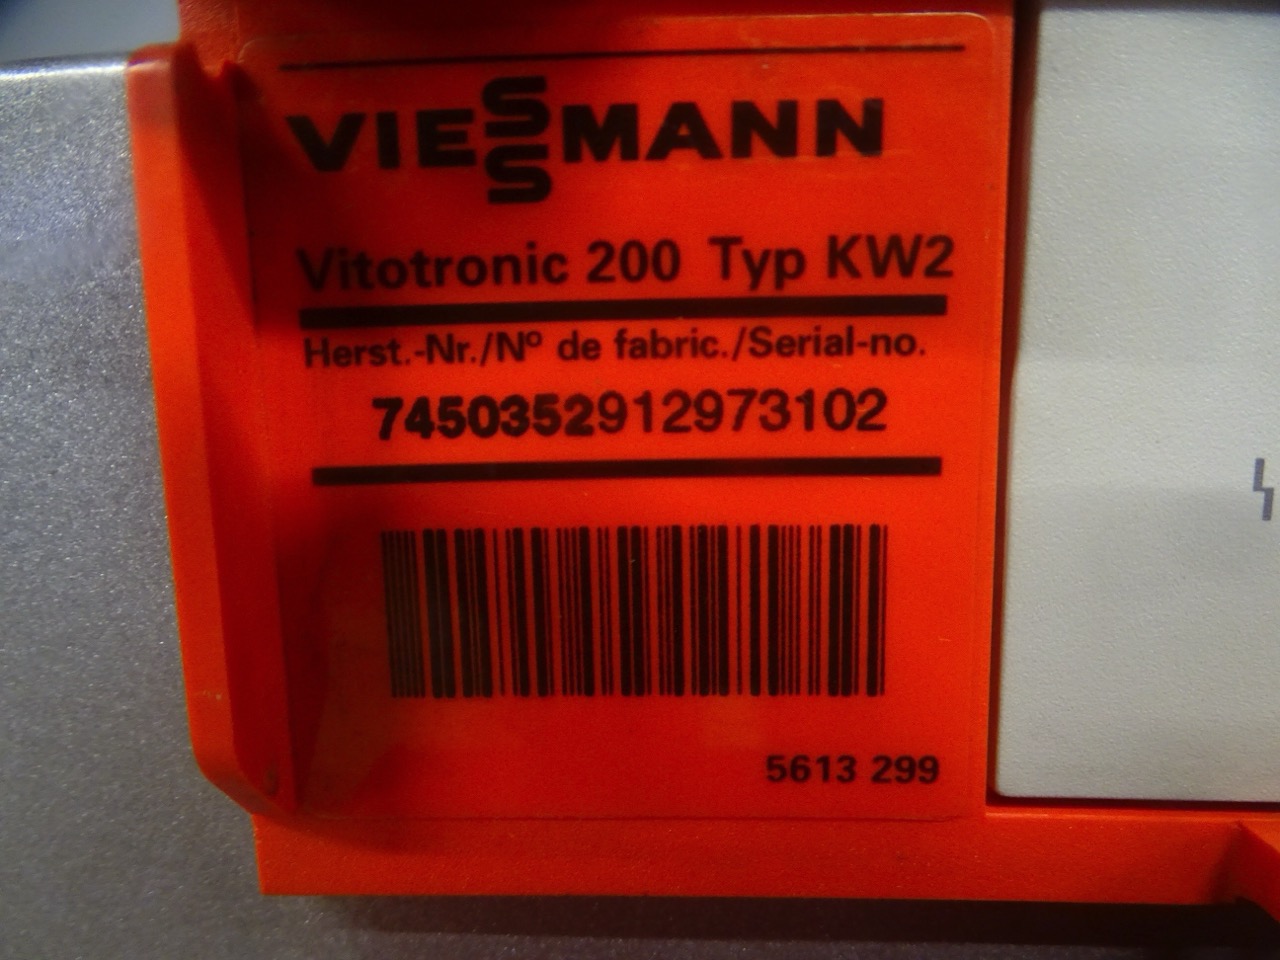 VIESSMANN
Vitotronic 200 Typ KW2
Herst.-Nr./Nº de fabric./Serial-no.
7450352912973102
5613 299